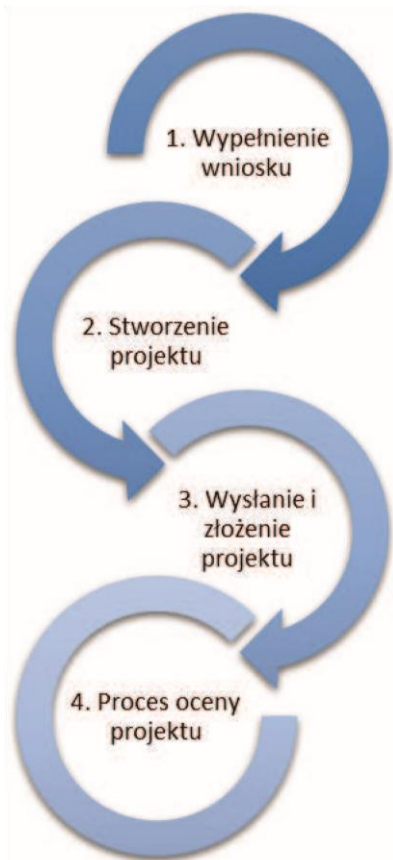 1. Wypełnienie
wniosku
2. Stworzenie
projektu
3. Wysłanie i
złożenie
projektu
4. Proces oceny
projektu